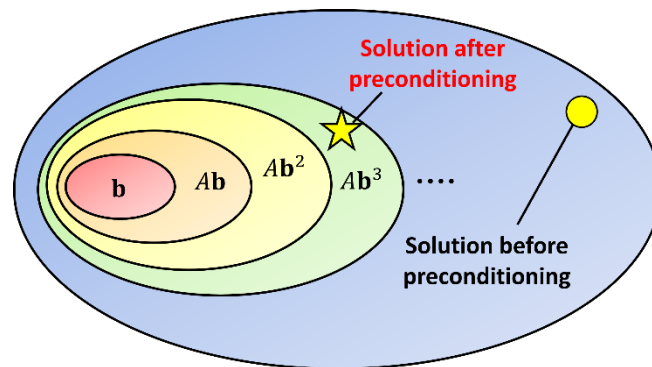 Solution after
preconditioning
b
Ab
Ab²
Ab³
....
Solution before
preconditioning